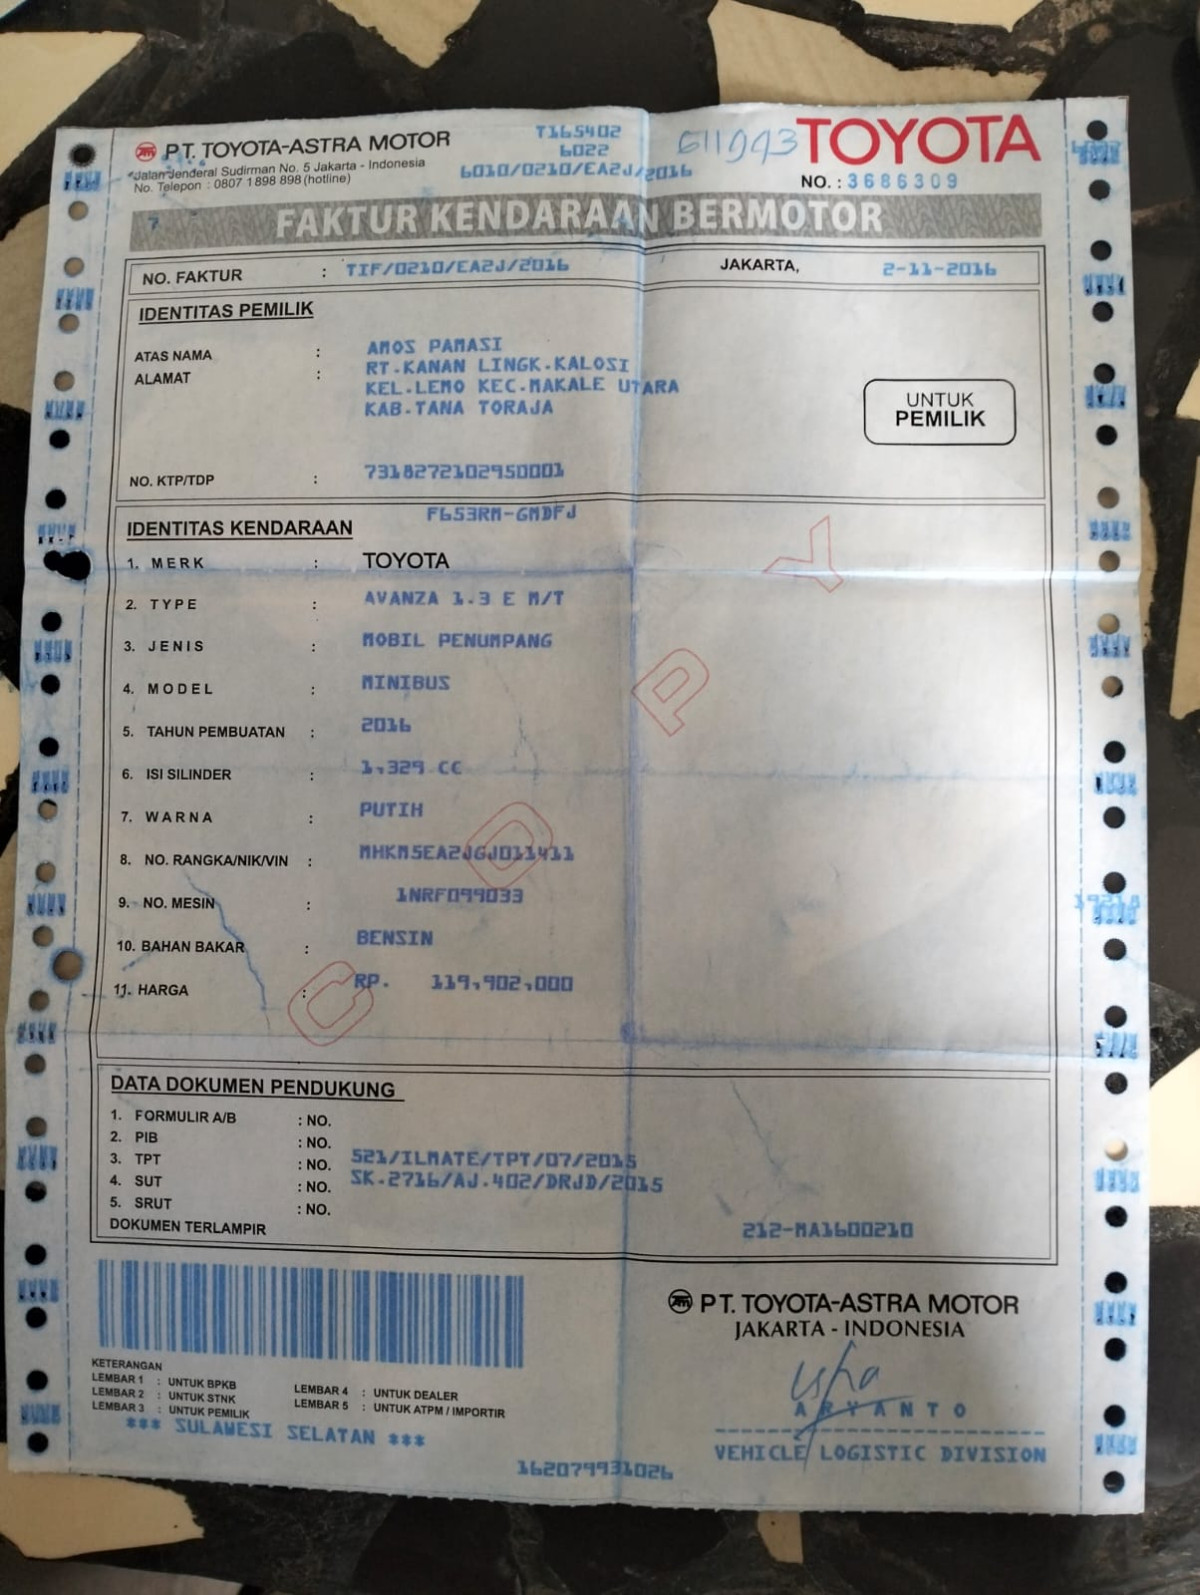 PT. TOYOTA-ASTRA MOTOR
Jalan Jenderal Sudirman No. 5 Jakarta - Indonesia
No. Telepon : 0807 1 898 898 (hotline)
T165402
6022
6010/0210/EA2J/2016
611943
TOYOTA
NO. : 3686309
7
FAKTUR KENDARAAN BERMOTOR
NO. FAKTUR : TIF/0210/EA2J/2016 JAKARTA, 2-11-2016
IDENTITAS PEMILIK
ATAS NAMA : AMOS PAMASI
ALAMAT : RT.KANAN LINGK.KALOSI
KEL.LEMO KEC.MAKALE UTARA
KAB.TANA TORAJA
UNTUK
PEMILIK
NO. KTP/TDP : 7318272102950001
IDENTITAS KENDARAAN F653RM-GMDFJ
1. MERK : TOYOTA
2. TYPE : AVANZA 1.3 E M/T
3. JENIS : MOBIL PENUMPANG
4. MODEL : MINIBUS
5. TAHUN PEMBUATAN : 2016
6. ISI SILINDER : 1,329 CC
7. WARNA : PUTIH
8. NO. RANGKA/NIK/VIN : MHKM5EA2JGJ011411
9. NO. MESIN : 1NRF099033
10. BAHAN BAKAR : BENSIN
11. HARGA : RP. 119,902,000
COPY
DATA DOKUMEN PENDUKUNG
1. FORMULIR A/B : NO.
2. PIB : NO.
3. TPT : NO. 521/ILMATE/TPT/07/2015
4. SUT : NO. SK.2716/AJ.402/DRJD/2015
5. SRUT : NO.
DOKUMEN TERLAMPIR 212-MA1600210
PT. TOYOTA-ASTRA MOTOR
JAKARTA - INDONESIA
KETERANGAN
LEMBAR 1 : UNTUK BPKB
LEMBAR 2 : UNTUK STNK
LEMBAR 3 : UNTUK PEMILIK
LEMBAR 4 : UNTUK DEALER
LEMBAR 5 : UNTUK ATPM / IMPORTIR
*** SULAWESI SELATAN ***
ARYANTO
VEHICLE LOGISTIC DIVISION
162079931026